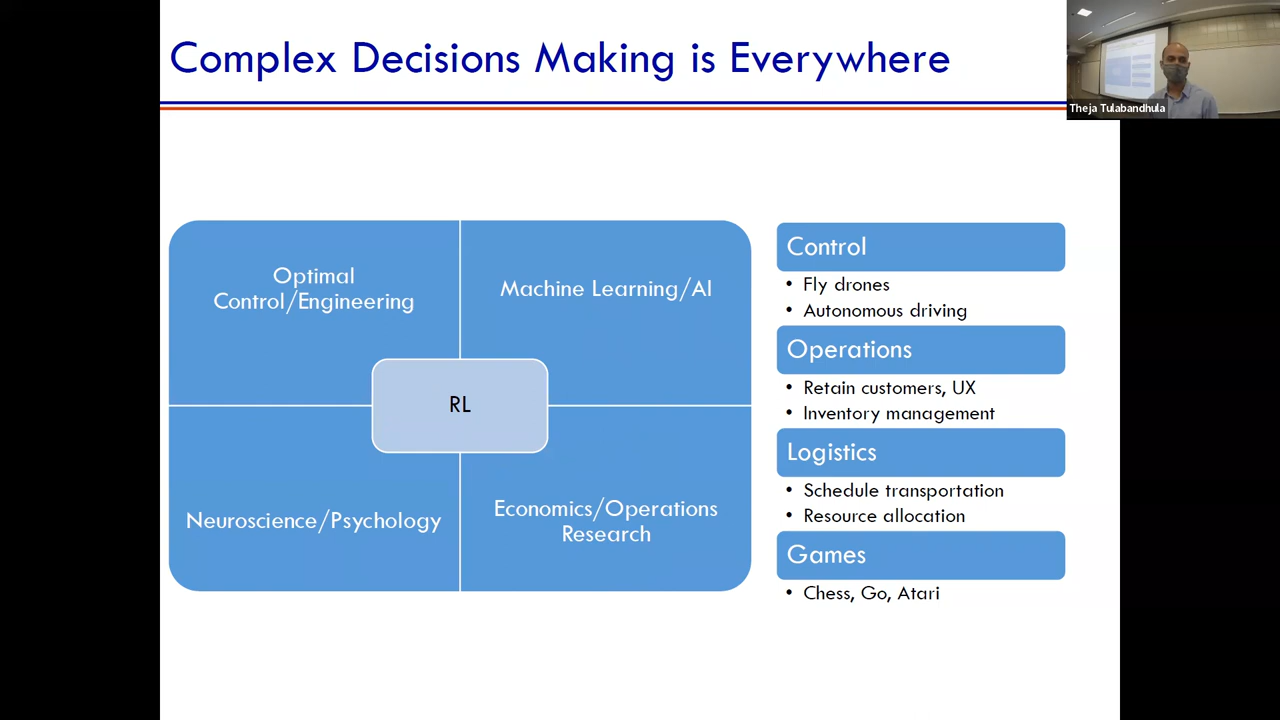 Complex Decisions Making is Everywhere
Theja Tulabandhula
Optimal
Control/Engineering
Machine Learning/AI
RL
Neuroscience/Psychology
Economics/Operations
Research
Control
• Fly drones
• Autonomous driving
Operations
• Retain customers, UX
• Inventory management
Logistics
• Schedule transportation
• Resource allocation
Games
• Chess, Go, Atari